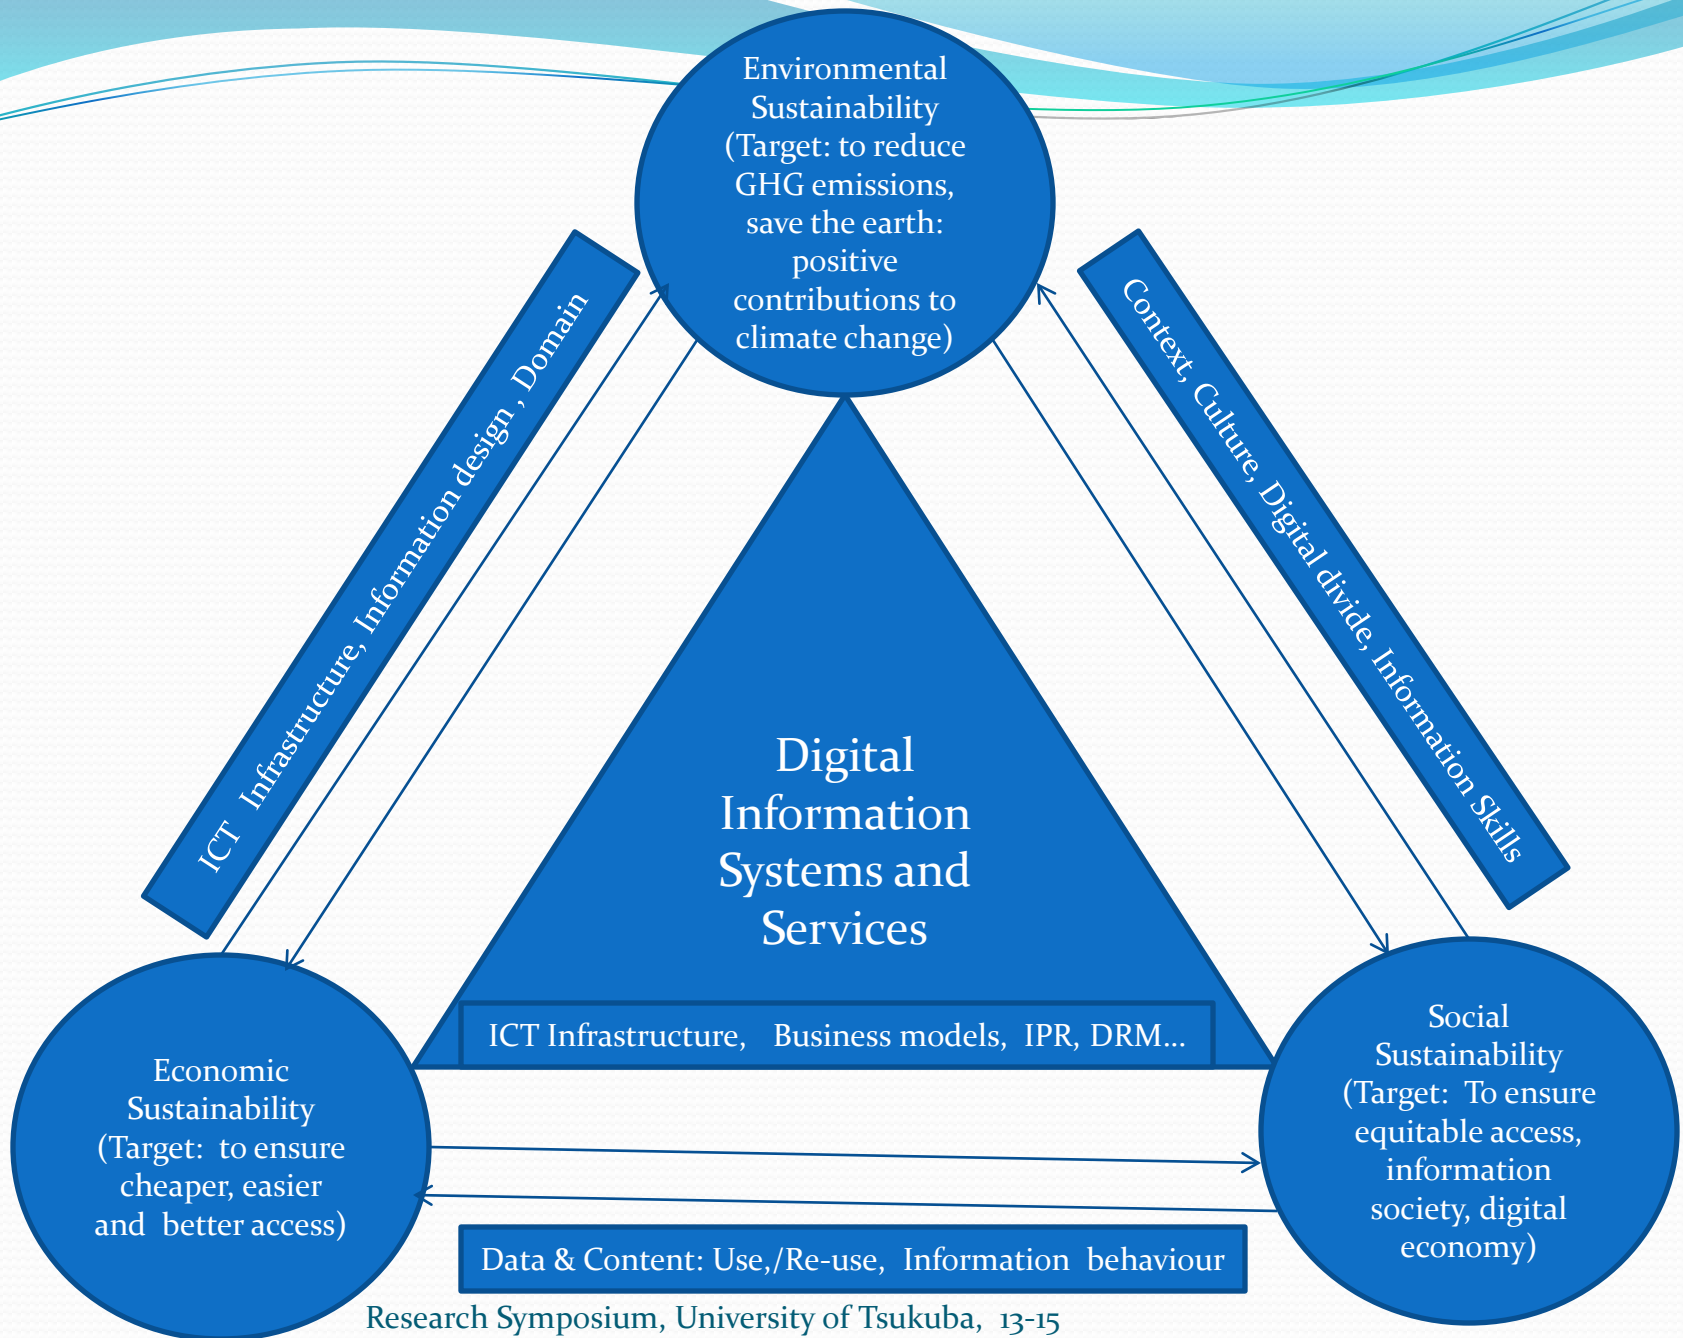 Environmental
Sustainability
(Target: to reduce
GHG emissions,
save the earth:
positive
contributions to
climate change)
ICT Infrastructure, Information design , Domain
Context, Culture, Digital divide, Information Skills
Digital
Information
Systems and
Services
ICT Infrastructure, Business models, IPR, DRM...
Economic
Sustainability
(Target: to ensure
cheaper, easier
and better access)
Social
Sustainability
(Target: To ensure
equitable access,
information
society, digital
economy)
Data & Content: Use,/Re-use, Information behaviour
Research Symposium, University of Tsukuba, 13-15